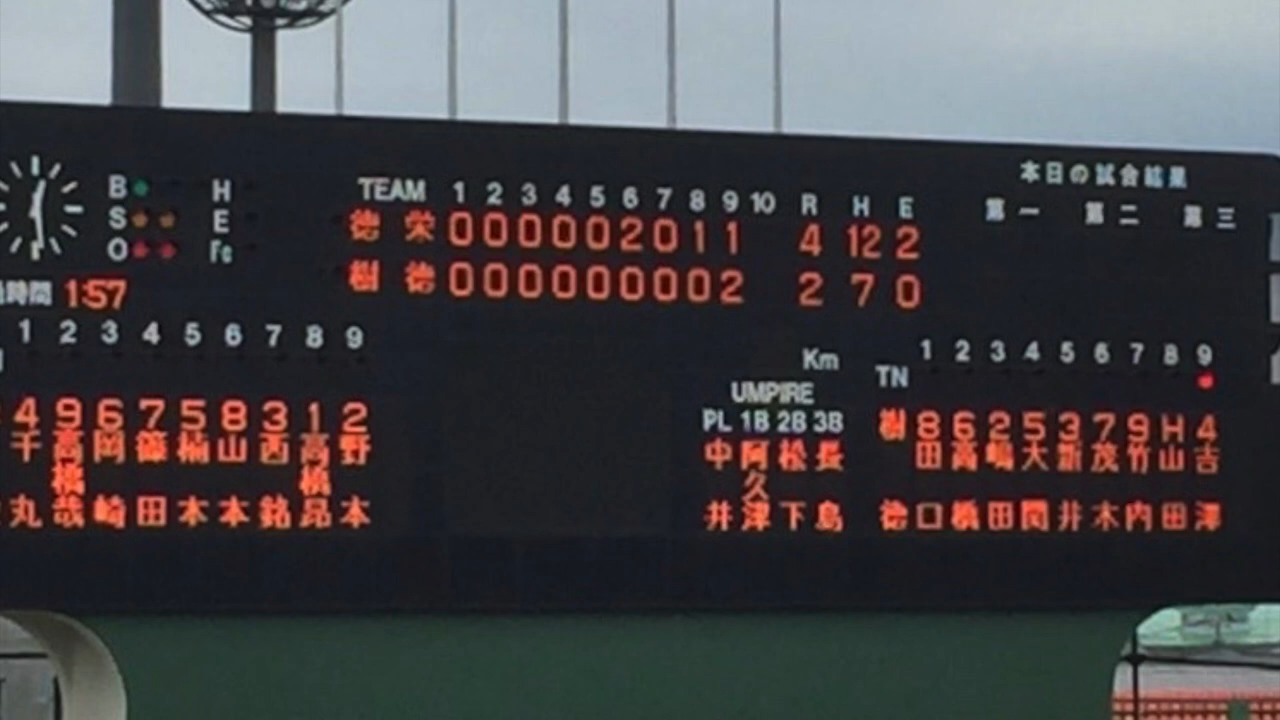 本日の試合結果
第一 第二 第三
B H
S E
O Fc
TEAM 1 2 3 4 5 6 7 8 9 10 R H E
徳栄 0 0 0 0 0 2 0 1 1 4 12 2
樹徳 0 0 0 0 0 0 0 0 2 2 7 0
時間 1:57
1 2 3 4 5 6 7 8 9
4 9 6 7 5 8 3 1 2
千丸 高橋哉 岡崎 篠田 楠木 山本 西銘 高橋昂 野本
Km
UMPIRE
PL 1B 2B 3B
中井 阿久津 松下 長島
1 2 3 4 5 6 7 8 9
TN
樹徳
8 6 2 5 3 7 9 H 4
田口 高橋 嶋田 大関 新井 茂木 竹内 山田 吉澤